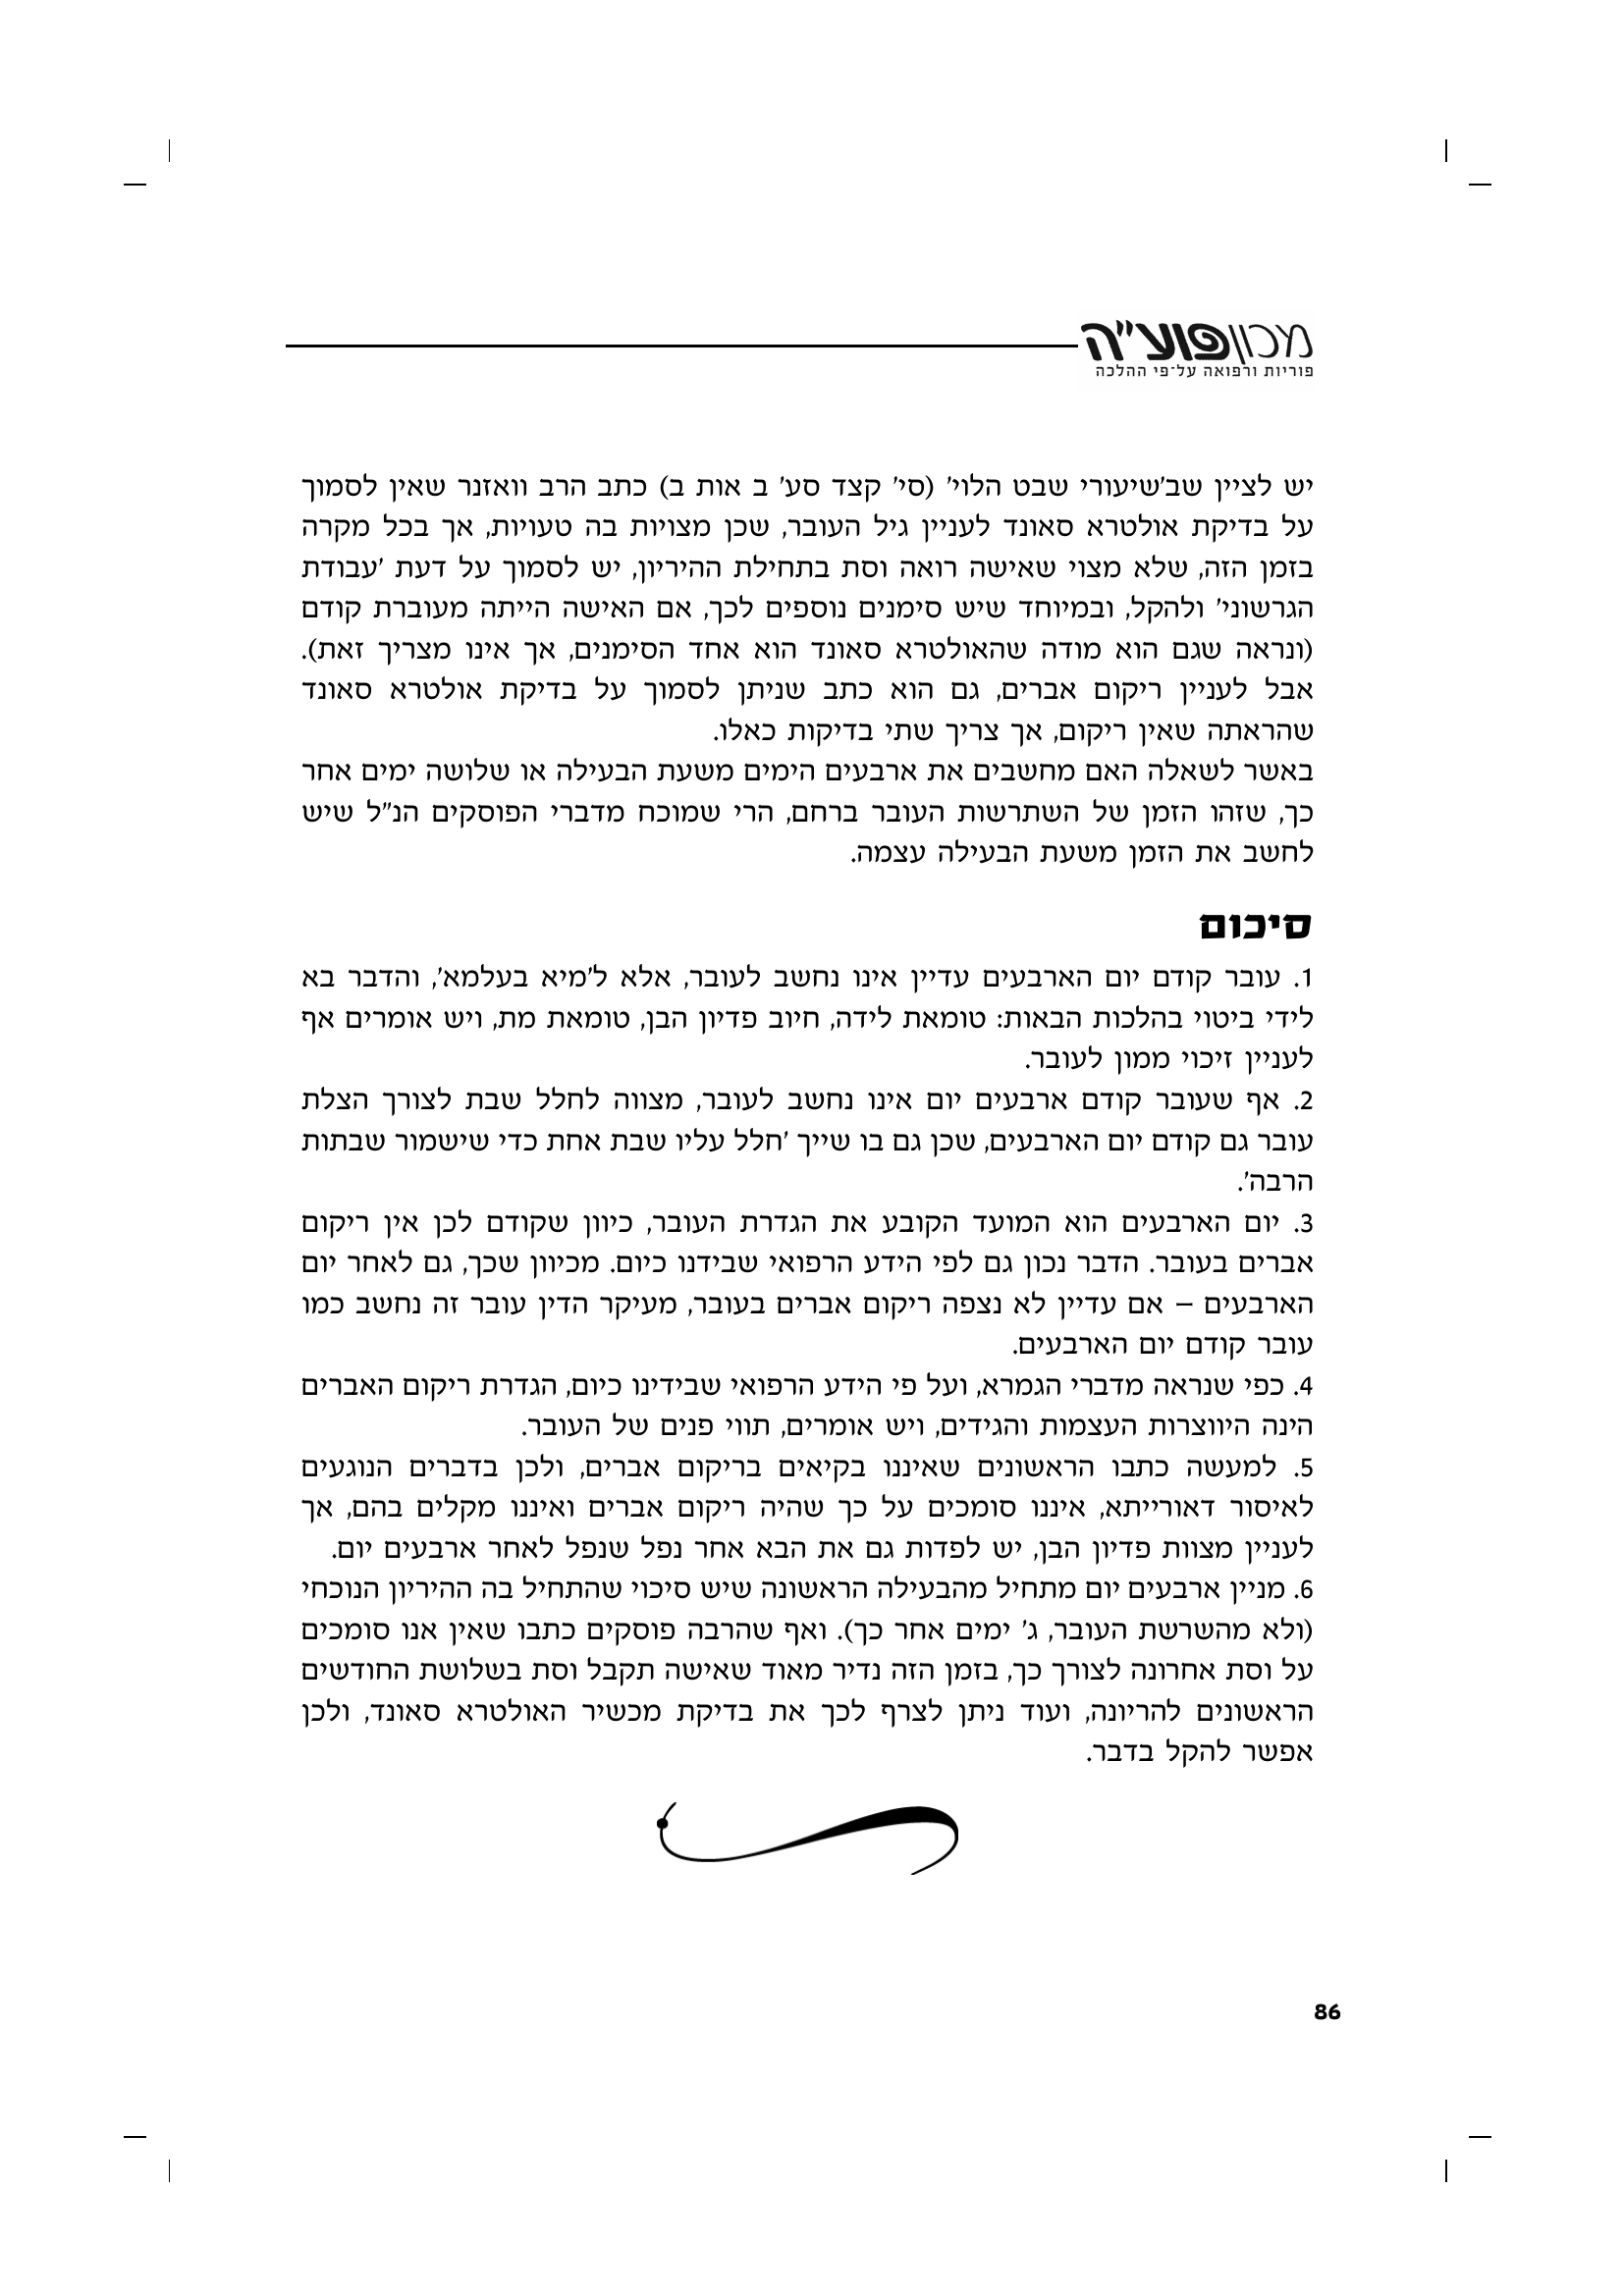 מכון פוע"ה
פוריות ורפואה על־פי ההלכה
יש לציין שב'שיעורי שבט הלוי' (סי' קצד סע' ב אות ב) כתב הרב וואזנר שאין לסמוך
על בדיקת אולטרא סאונד לעניין גיל העובר, שכן מצויות בה טעויות, אך בכל מקרה
בזמן הזה, שלא מצוי שאישה רואה וסת בתחילת ההיריון, יש לסמוך על דעת 'עבודת
הגרשוני' ולהקל, ובמיוחד שיש סימנים נוספים לכך, אם האישה הייתה מעוברת קודם
(ונראה שגם הוא מודה שהאולטרא סאונד הוא אחד הסימנים, אך אינו מצריך זאת).
אבל לעניין ריקום אברים, גם הוא כתב שניתן לסמוך על בדיקת אולטרא סאונד
שהראתה שאין ריקום, אך צריך שתי בדיקות כאלו.
באשר לשאלה האם מחשבים את ארבעים הימים משעת הבעילה או שלושה ימים אחר
כך, שזהו הזמן של השתרשות העובר ברחם, הרי שמוכח מדברי הפוסקים הנ"ל שיש
לחשב את הזמן משעת הבעילה עצמה.
סיכום
1. עובר קודם יום הארבעים עדיין אינו נחשב לעובר, אלא ל'מיא בעלמא', והדבר בא
לידי ביטוי בהלכות הבאות: טומאת לידה, חיוב פדיון הבן, טומאת מת, ויש אומרים אף
לעניין זיכוי ממון לעובר.
2. אף שעובר קודם ארבעים יום אינו נחשב לעובר, מצווה לחלל שבת לצורך הצלת
עובר גם קודם יום הארבעים, שכן גם בו שייך 'חלל עליו שבת אחת כדי שישמור שבתות
הרבה'.
3. יום הארבעים הוא המועד הקובע את הגדרת העובר, כיוון שקודם לכן אין ריקום
אברים בעובר. הדבר נכון גם לפי הידע הרפואי שבידנו כיום. מכיוון שכך, גם לאחר יום
הארבעים – אם עדיין לא נצפה ריקום אברים בעובר, מעיקר הדין עובר זה נחשב כמו
עובר קודם יום הארבעים.
4. כפי שנראה מדברי הגמרא, ועל פי הידע הרפואי שבידינו כיום, הגדרת ריקום האברים
הינה היווצרות העצמות והגידים, ויש אומרים, תווי פנים של העובר.
5. למעשה כתבו הראשונים שאיננו בקיאים בריקום אברים, ולכן בדברים הנוגעים
לאיסור דאורייתא, איננו סומכים על כך שהיה ריקום אברים ואיננו מקלים בהם, אך
לעניין מצוות פדיון הבן, יש לפדות גם את הבא אחר נפל שנפל לאחר ארבעים יום.
6. מניין ארבעים יום מתחיל מהבעילה הראשונה שיש סיכוי שהתחיל בה ההיריון הנוכחי
(ולא מהשרשת העובר, ג' ימים אחר כך). ואף שהרבה פוסקים כתבו שאין אנו סומכים
על וסת אחרונה לצורך כך, בזמן הזה נדיר מאוד שאישה תקבל וסת בשלושת החודשים
הראשונים להריונה, ועוד ניתן לצרף לכך את בדיקת מכשיר האולטרא סאונד, ולכן
אפשר להקל בדבר.
86